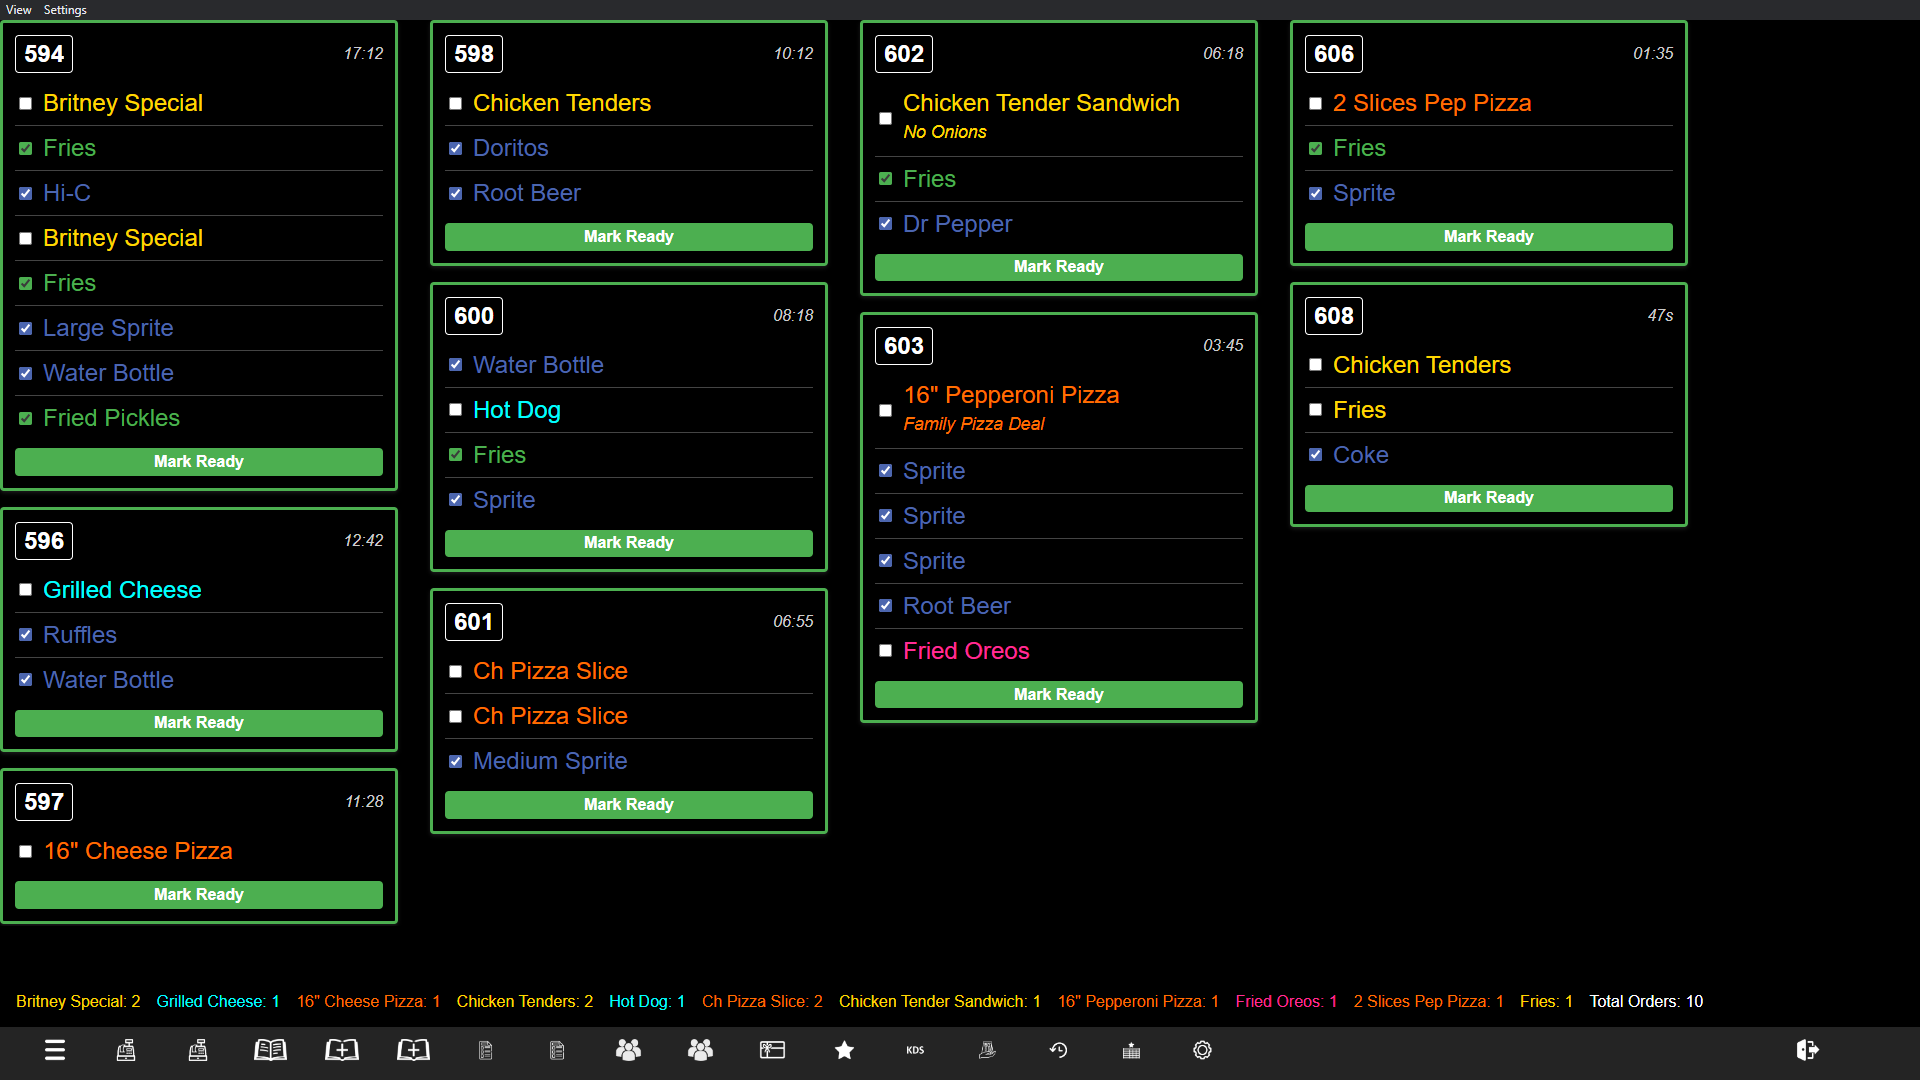 View Settings
594 17:12
Britney Special
Fries
Hi-C
Britney Special
Fries
Large Sprite
Water Bottle
Fried Pickles
Mark Ready
596 12:42
Grilled Cheese
Ruffles
Water Bottle
Mark Ready
597 11:28
16" Cheese Pizza
Mark Ready
598 10:12
Chicken Tenders
Doritos
Root Beer
Mark Ready
600 08:18
Water Bottle
Hot Dog
Fries
Sprite
Mark Ready
601 06:55
Ch Pizza Slice
Ch Pizza Slice
Medium Sprite
Mark Ready
602 06:18
Chicken Tender Sandwich
No Onions
Fries
Dr Pepper
Mark Ready
603 03:45
16" Pepperoni Pizza
Family Pizza Deal
Sprite
Sprite
Sprite
Root Beer
Fried Oreos
Mark Ready
606 01:35
2 Slices Pep Pizza
Fries
Sprite
Mark Ready
608 47s
Chicken Tenders
Fries
Coke
Mark Ready
Britney Special: 2 Grilled Cheese: 1 16" Cheese Pizza: 1 Chicken Tenders: 2 Hot Dog: 1 Ch Pizza Slice: 2 Chicken Tender Sandwich: 1 16" Pepperoni Pizza: 1 Fried Oreos: 1 2 Slices Pep Pizza: 1 Fries: 1 Total Orders: 10
KDS